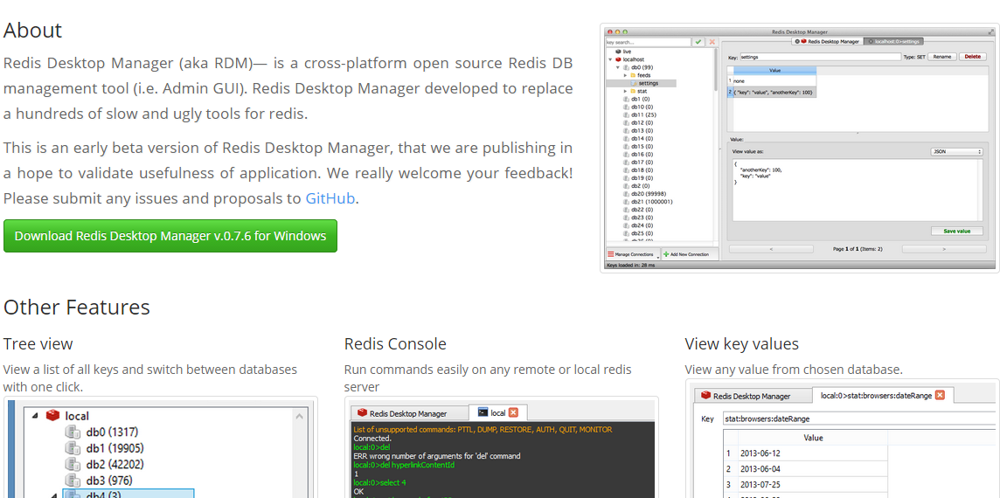 About
Redis Desktop Manager (aka RDM)— is a cross-platform open source Redis DB
management tool (i.e. Admin GUI). Redis Desktop Manager developed to replace
a hundreds of slow and ugly tools for redis.
This is an early beta version of Redis Desktop Manager, that we are publishing in
a hope to validate usefulness of application. We really welcome your feedback!
Please submit any issues and proposals to GitHub.
Download Redis Desktop Manager v.0.7.6 for Windows
Redis Desktop Manager
key search...
live
localhost
db0 (99)
feeds
settings
stat
db1 (0)
db10 (0)
db11 (25)
db12 (0)
db13 (0)
db14 (0)
db15 (0)
db16 (0)
db17 (0)
db18 (0)
db19 (0)
db2 (0)
db20 (99998)
db21 (1000001)
db22 (0)
db23 (0)
db24 (0)
db25 (0)
db26 (0)
Manage Connections
Add New Connection
Keys loaded in: 28 ms
Redis Desktop Manager
localhost:0>settings
Key: settings Type: SET Rename Delete
Value
1 none
2 { "key": "value", "anotherKey": 100}
Value:
View value as: JSON
{
"anotherKey": 100,
"key": "value"
}
Save value
< Page 1 of 1 (Items: 2) >
Other Features
Tree view
View a list of all keys and switch between databases
with one click.
local
db0 (1317)
db1 (19905)
db2 (42202)
db3 (976)
db4 (3)
Redis Console
Run commands easily on any remote or local redis
server
Redis Desktop Manager local
List of unsupported commands: PTTL, DUMP, RESTORE, AUTH, QUIT, MONITOR
Connected.
local:0>del
ERR wrong number of arguments for 'del' command
local:0>del hyperlinkContentId
1
local:0>select 4
OK
View key values
View any value from chosen database.
Redis Desktop Manager local:0>stat:browsers:dateRange
Key stat:browsers:dateRange
Value
1 2013-06-12
2 2013-06-04
3 2013-07-25